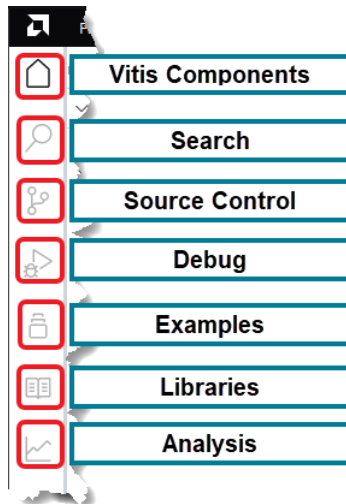 Vitis Components
Search
Source Control
Debug
Examples
Libraries
Analysis